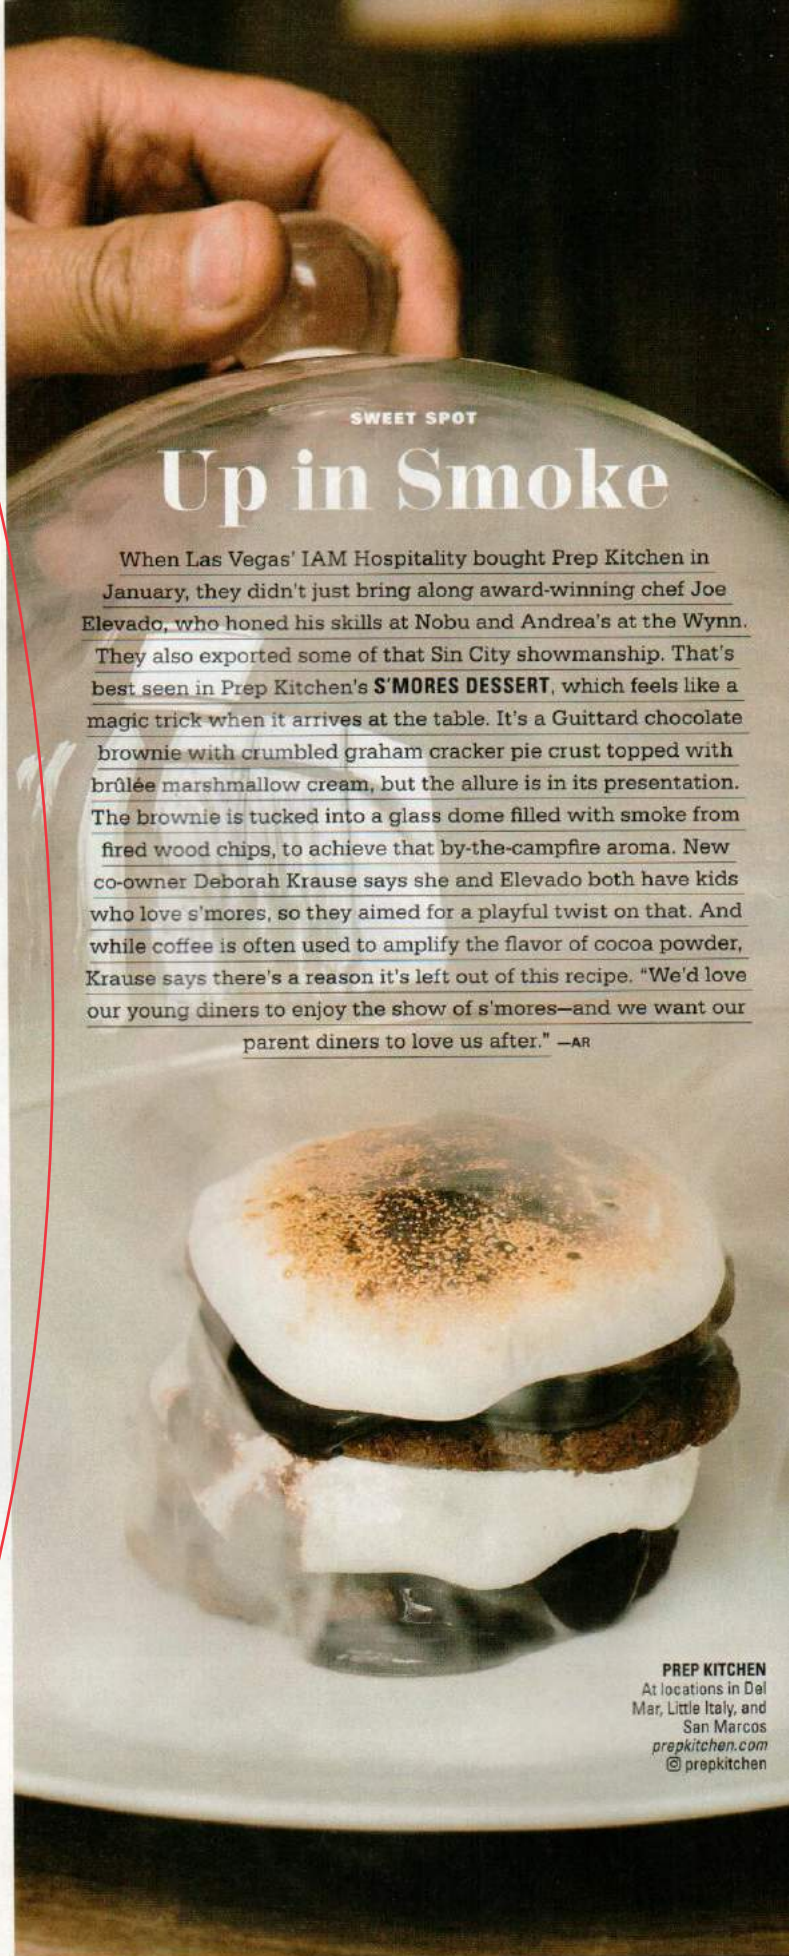 SWEET SPOT
Up in Smoke
When Las Vegas' IAM Hospitality bought Prep Kitchen in
January, they didn't just bring along award-winning chef Joe
Elevado, who honed his skills at Nobu and Andrea's at the Wynn.
They also exported some of that Sin City showmanship. That's
best seen in Prep Kitchen's S'MORES DESSERT, which feels like a
magic trick when it arrives at the table. It's a Guittard chocolate
brownie with crumbled graham cracker pie crust topped with
brûlée marshmallow cream, but the allure is in its presentation.
The brownie is tucked into a glass dome filled with smoke from
fired wood chips, to achieve that by-the-campfire aroma. New
co-owner Deborah Krause says she and Elevado both have kids
who love s'mores, so they aimed for a playful twist on that. And
while coffee is often used to amplify the flavor of cocoa powder,
Krause says there's a reason it's left out of this recipe. "We'd love
our young diners to enjoy the show of s'mores—and we want our
parent diners to love us after." —AR
PREP KITCHEN
At locations in Del
Mar, Little Italy, and
San Marcos
prepkitchen.com
prepkitchen